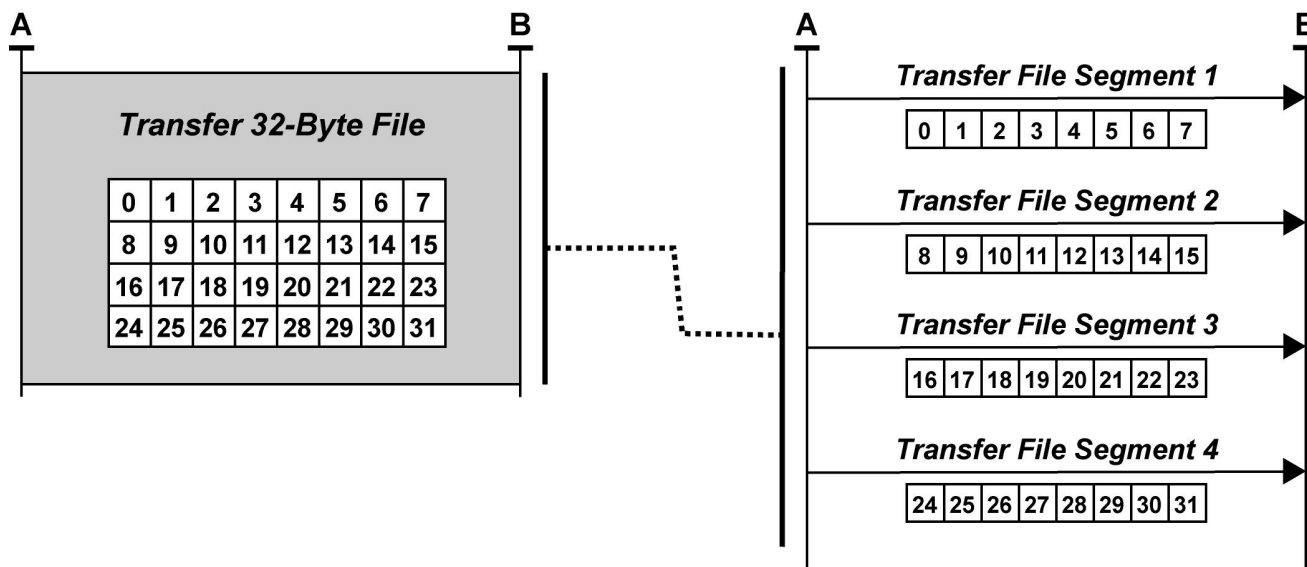 A B
Transfer 32-Byte File
0 1 2 3 4 5 6 7
8 9 10 11 12 13 14 15
16 17 18 19 20 21 22 23
24 25 26 27 28 29 30 31
A B
Transfer File Segment 1
0 1 2 3 4 5 6 7
Transfer File Segment 2
8 9 10 11 12 13 14 15
Transfer File Segment 3
16 17 18 19 20 21 22 23
Transfer File Segment 4
24 25 26 27 28 29 30 31